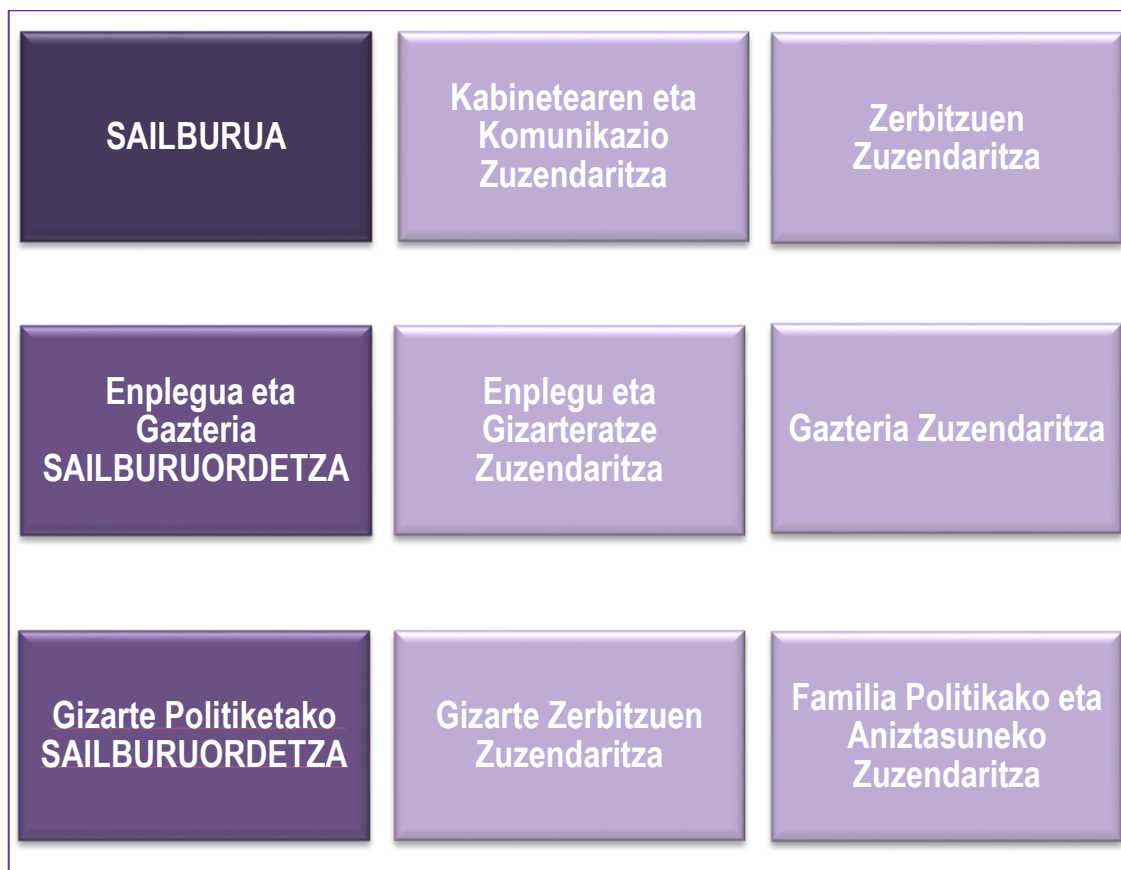 SAILBURUA
Kabinetearen eta
Komunikazio
Zuzendaritza
Zerbitzuen
Zuzendaritza
Enplegua eta
Gazteria
SAILBURUORDETZA
Enplegu eta
Gizarteratze
Zuzendaritza
Gazteria Zuzendaritza
Gizarte Politiketako
SAILBURUORDETZA
Gizarte Zerbitzuen
Zuzendaritza
Familia Politikako eta
Aniztasuneko
Zuzendaritza